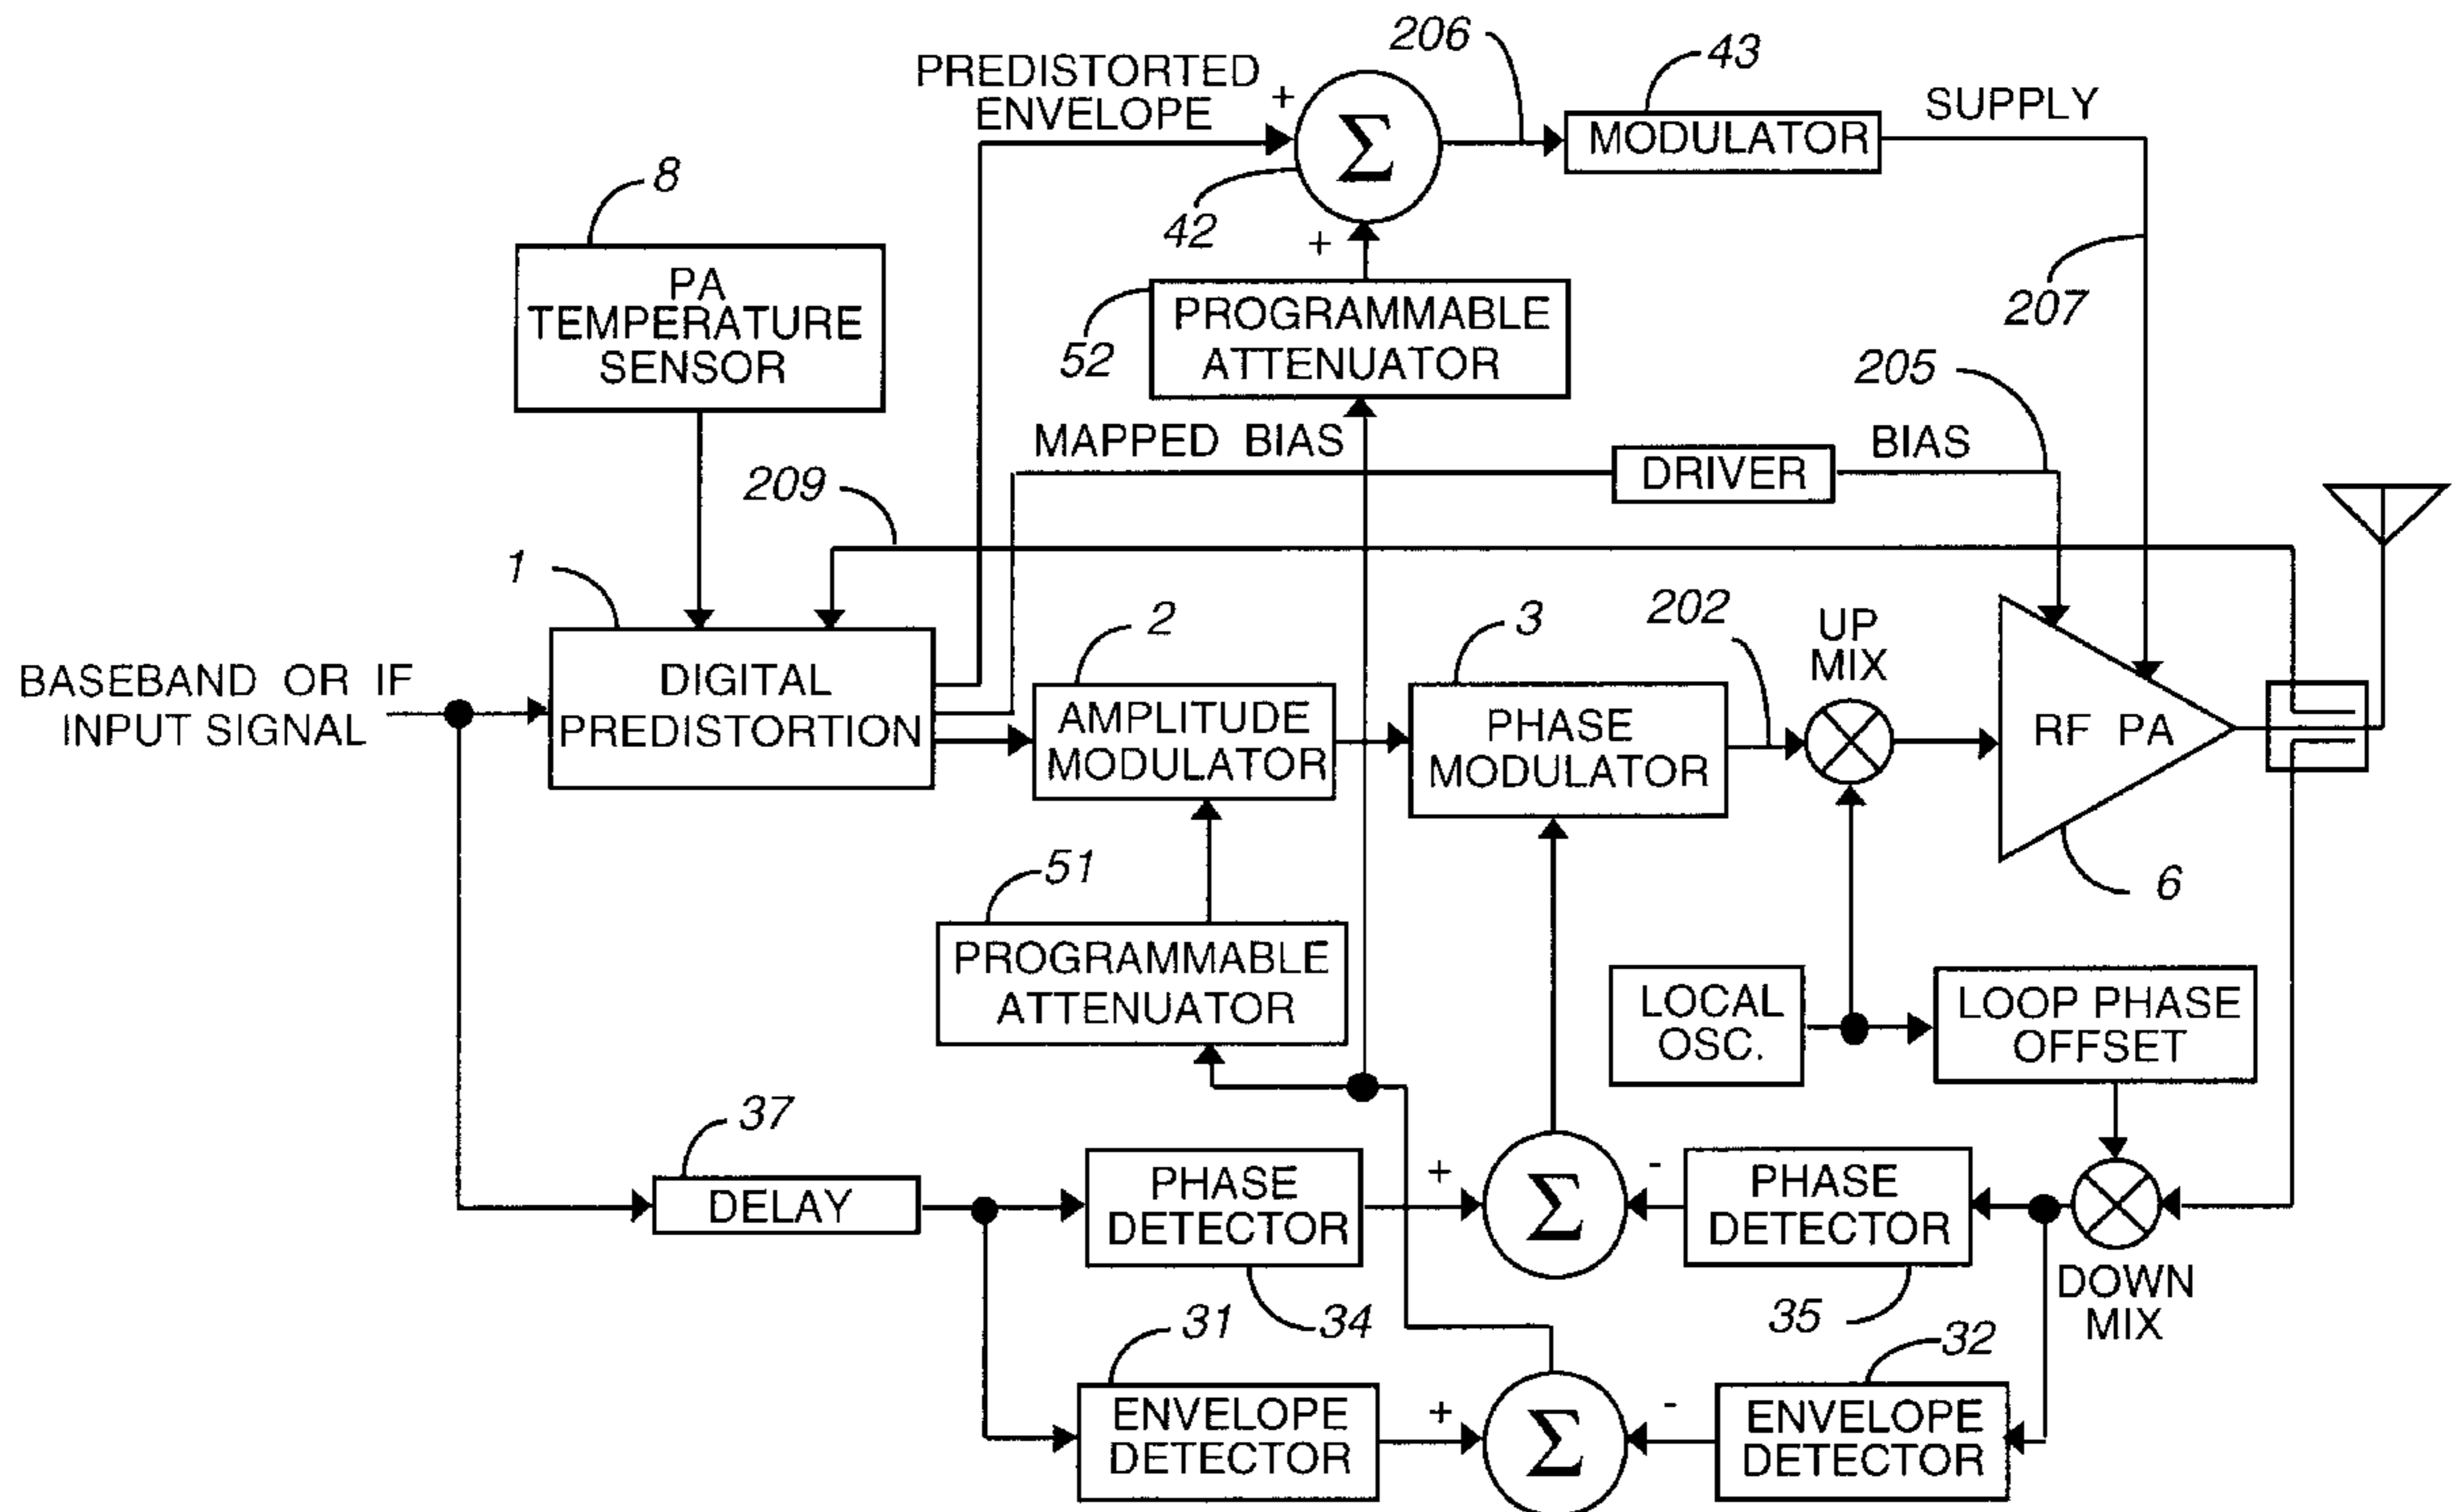 206
43
PREDISTORTED
ENVELOPE
+
Σ
MODULATOR
SUPPLY
8
42
+
PA
TEMPERATURE
SENSOR
PROGRAMMABLE
ATTENUATOR
52
207
205
MAPPED BIAS
DRIVER
BIAS
209
1
2
3
202
UP
MIX
BASEBAND OR IF
INPUT SIGNAL
DIGITAL
PREDISTORTION
AMPLITUDE
MODULATOR
PHASE
MODULATOR
RF PA
6
51
PROGRAMMABLE
ATTENUATOR
LOCAL
OSC.
LOOP PHASE
OFFSET
37
DELAY
PHASE
DETECTOR
+
Σ
-
PHASE
DETECTOR
DOWN
MIX
34
35
31
32
ENVELOPE
DETECTOR
+
Σ
-
ENVELOPE
DETECTOR